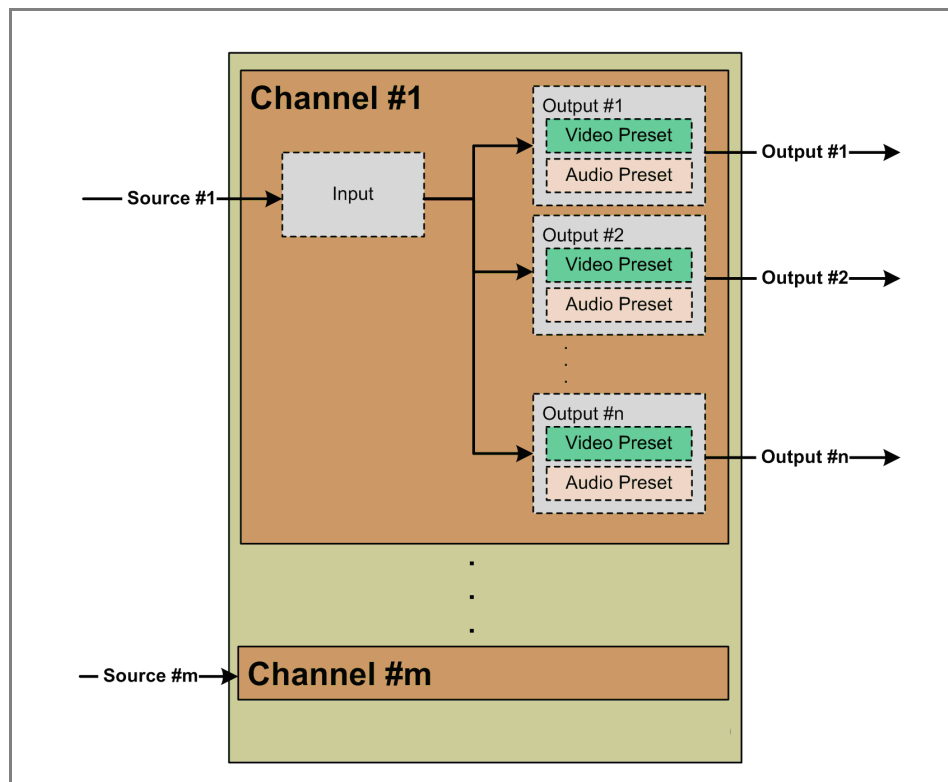 Channel #1
Source #1
Input
Output #1
Video Preset
Audio Preset
Output #1
Output #2
Video Preset
Audio Preset
Output #2
Output #n
Video Preset
Audio Preset
Output #n
Source #m
Channel #m